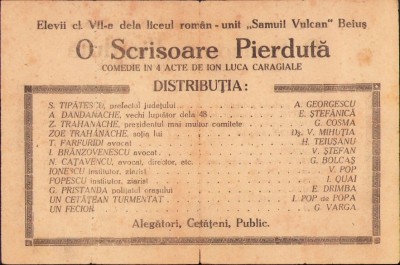 Elevii cl. VII-a dela liceul român-unit „Samuil Vulcan" Beiuș
O Scrisoare Pierdută
COMEDIE IN 4 ACTE DE ION LUCA CARAGIALE
DISTRIBUȚIA:
S. TIPĂTESCU, prefectul județului A. GEORGESCU
A. DANDANACHE, vechi luptător dela 48 E. ȘTEFĂNICĂ
Z. TRAHANACHE, prezidentul mai multor comitete G. COSMA
ZOE TRAHANACHE, soția lui Dș. V. MIHUȚIA
T. FARFURIDI avocat H. TEIUSANU
I. BRÂNZOVENESCU avocat V. ȘTEFAN
N. CAȚAVENCU, avocat, director, etc. G. BOLCAȘ
IONESCU institutor, ziarist V. POP
POPESCU institutor, ziarist I. QUAI
G. PRISTANDA polițaiul orașului E. DRIMBA
UN CETĂȚEAN TURMENTAT I. POP de POPA
UN FECIOR G. VARGA
Alegători, Cetățeni, Public.